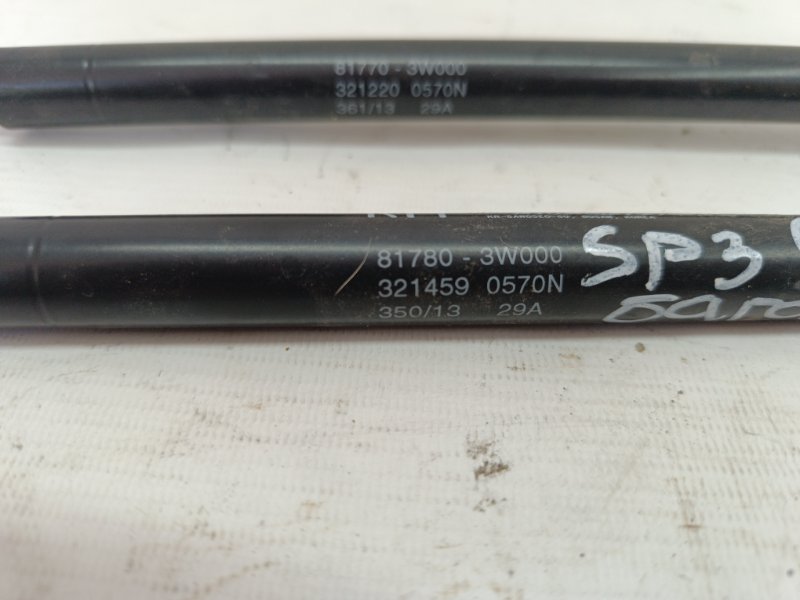 81770 - 3W000
321220 0570N
361/13 29A
81780 - 3W000
321459 0570N
350/13 29A
SP3